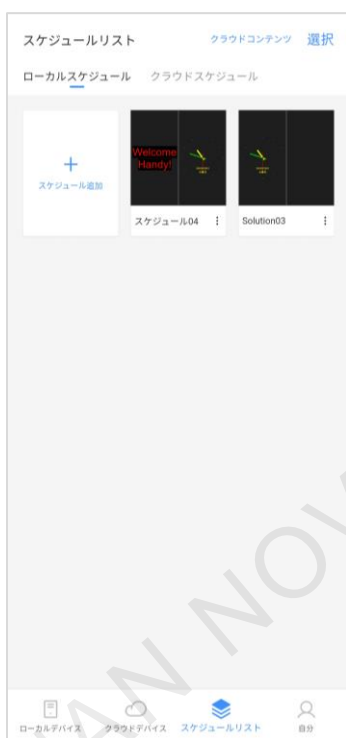 スケジュールリスト
クラウドコンテンツ 選択
ローカルスケジュール クラウドスケジュール
+
スケジュール追加
Welcome
Handy!
スケジュール04
Solution03
ローカルデバイス クラウドデバイス スケジュールリスト 自分
AN NOV